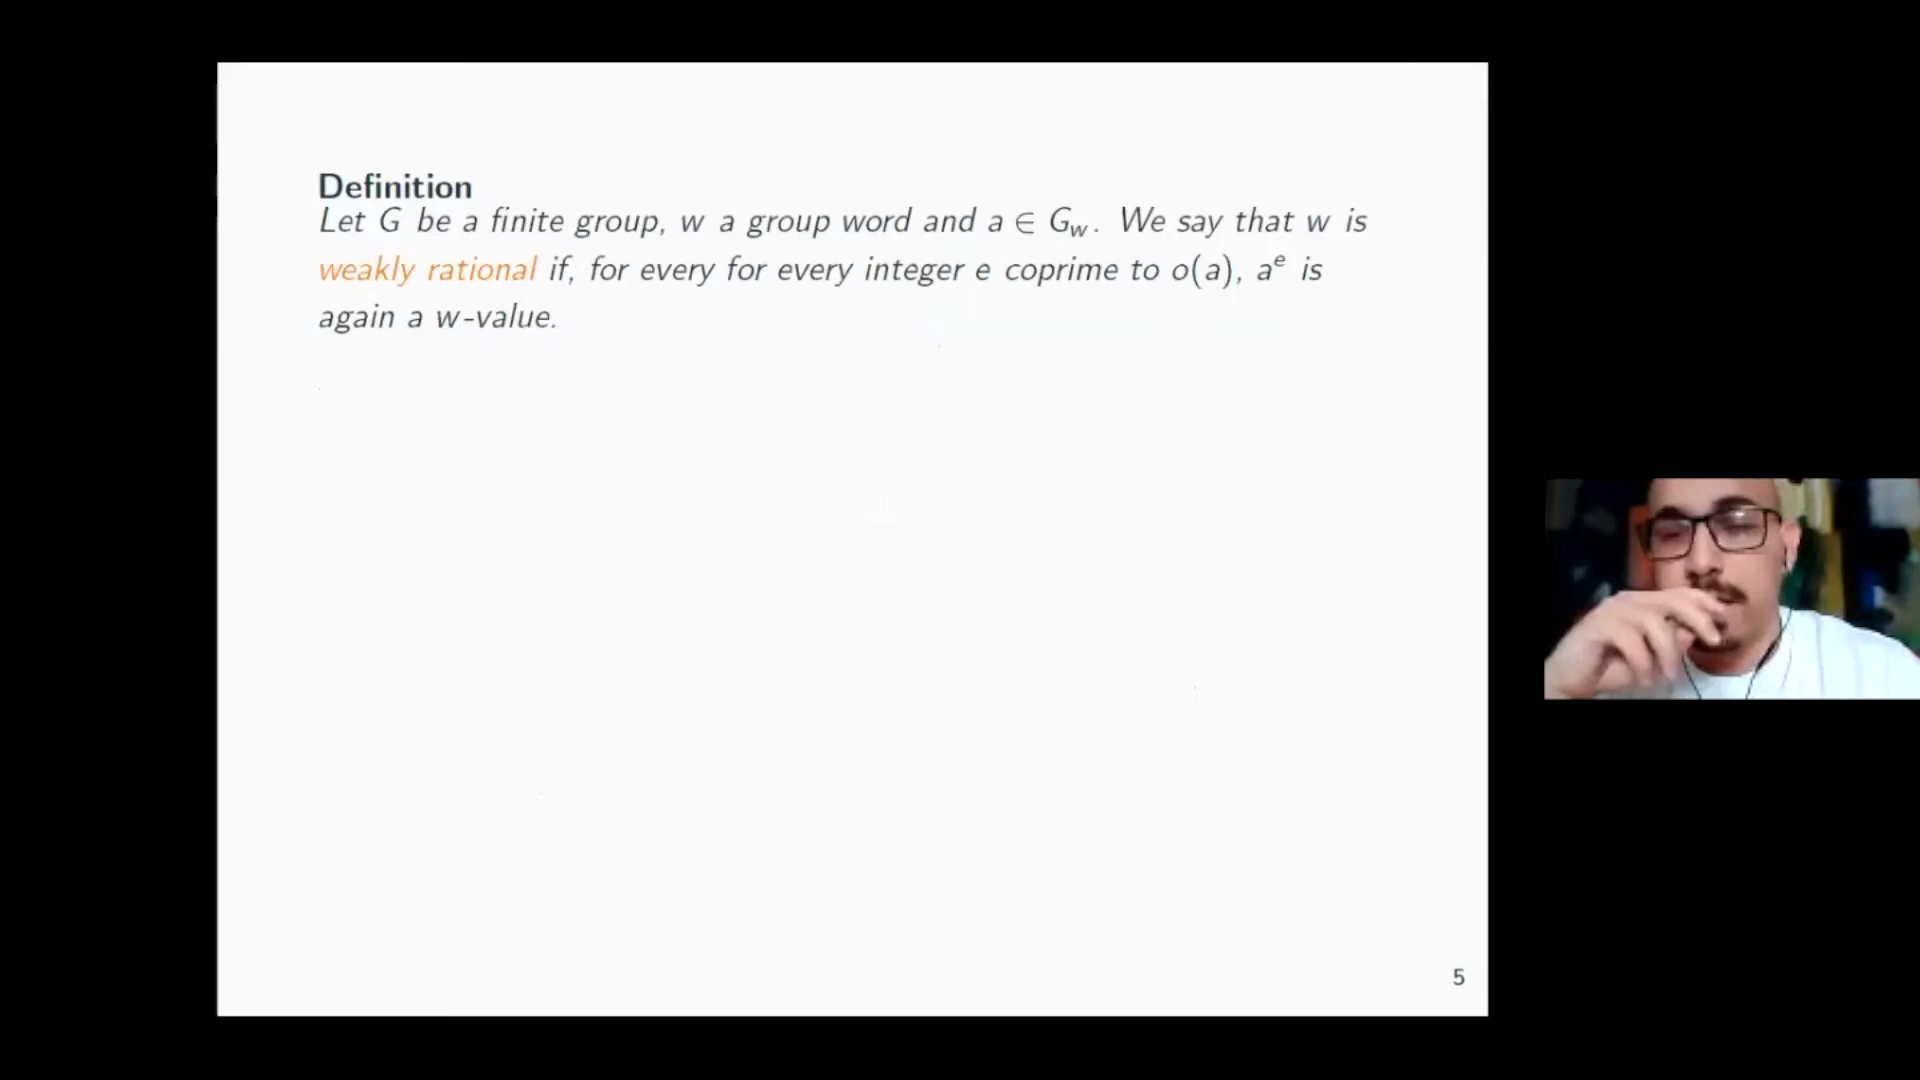 Definition
Let G be a finite group, w a group word and a ∈ G_w. We say that w is
weakly rational if, for every for every integer e coprime to o(a), a^e is
again a w-value.
5